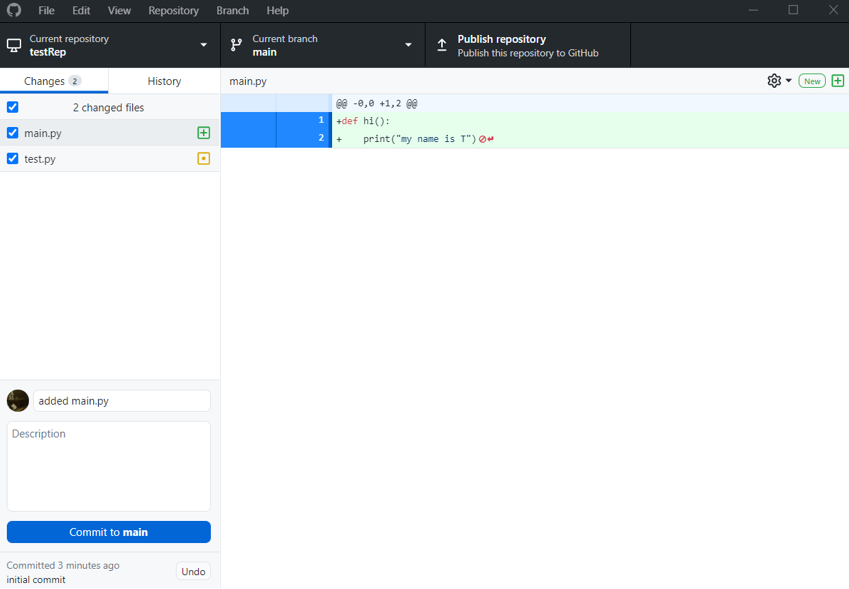 File Edit View Repository Branch Help
Current repository
testRep
Current branch
main
Publish repository
Publish this repository to GitHub
Changes 2 History
2 changed files
main.py
test.py
main.py New
@@ -0,0 +1,2 @@
1 +def hi():
2 +    print("my name is T")
added main.py
Description
Commit to main
Committed 3 minutes ago
initial commit
Undo